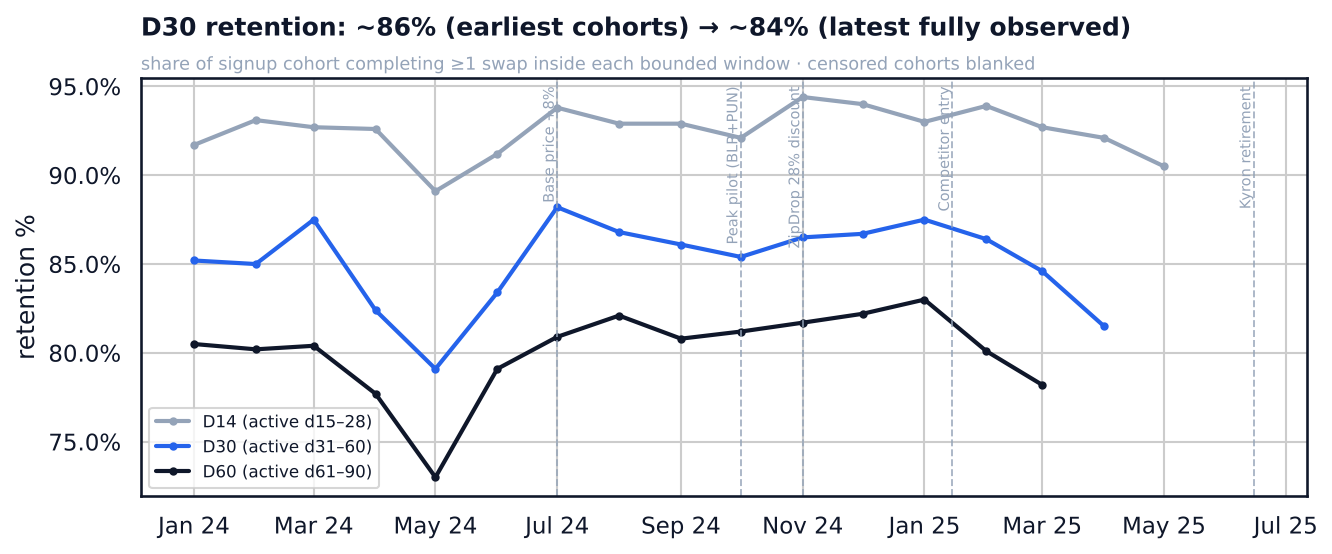 D30 retention: ~86% (earliest cohorts) → ~84% (latest fully observed)
share of signup cohort completing ≥1 swap inside each bounded window · censored cohorts blanked
95.0%
90.0%
85.0%
80.0%
75.0%
retention %
Base price +8%
Peak pilot (BLR+PUN)
ZipDrop 28% discount
Competitor entry
Kyron retirement
D14 (active d15–28)
D30 (active d31–60)
D60 (active d61–90)
Jan 24
Mar 24
May 24
Jul 24
Sep 24
Nov 24
Jan 25
Mar 25
May 25
Jul 25